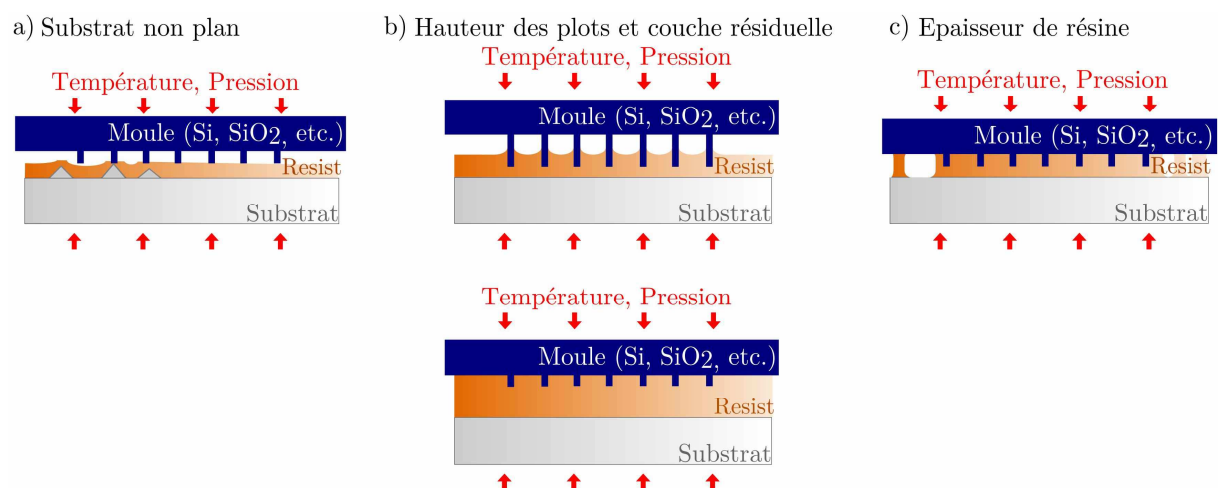 a) Substrat non plan
Température, Pression
Moule (Si, SiO2, etc.)
Resist
Substrat
b) Hauteur des plots et couche résiduelle
Température, Pression
Moule (Si, SiO2, etc.)
Resist
Substrat
Température, Pression
Moule (Si, SiO2, etc.)
Resist
Substrat
c) Epaisseur de résine
Température, Pression
Moule (Si, SiO2, etc.)
Resist
Substrat